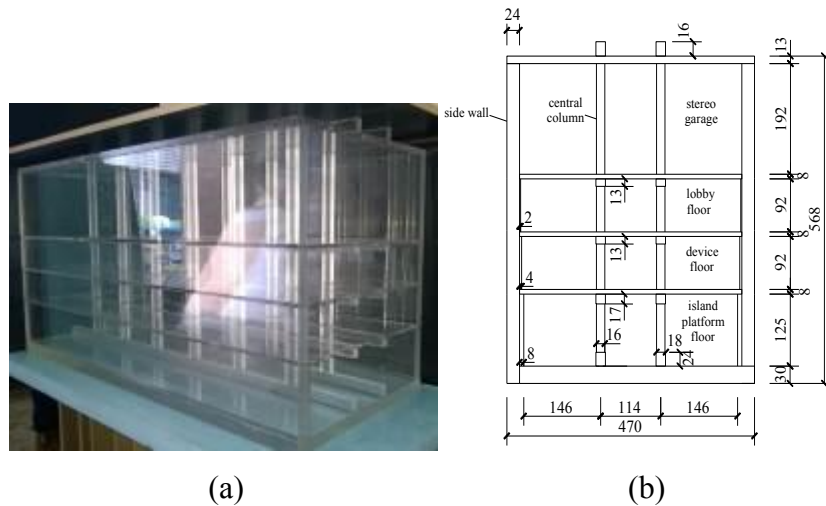 24
16
13
side wall
central
column
stereo
garage
192
8
13
lobby
floor
92
2
8
568
13
device
floor
92
4
8
17
island
platform
floor
125
16
18
24
8
30
146
114
146
470
(a)
(b)